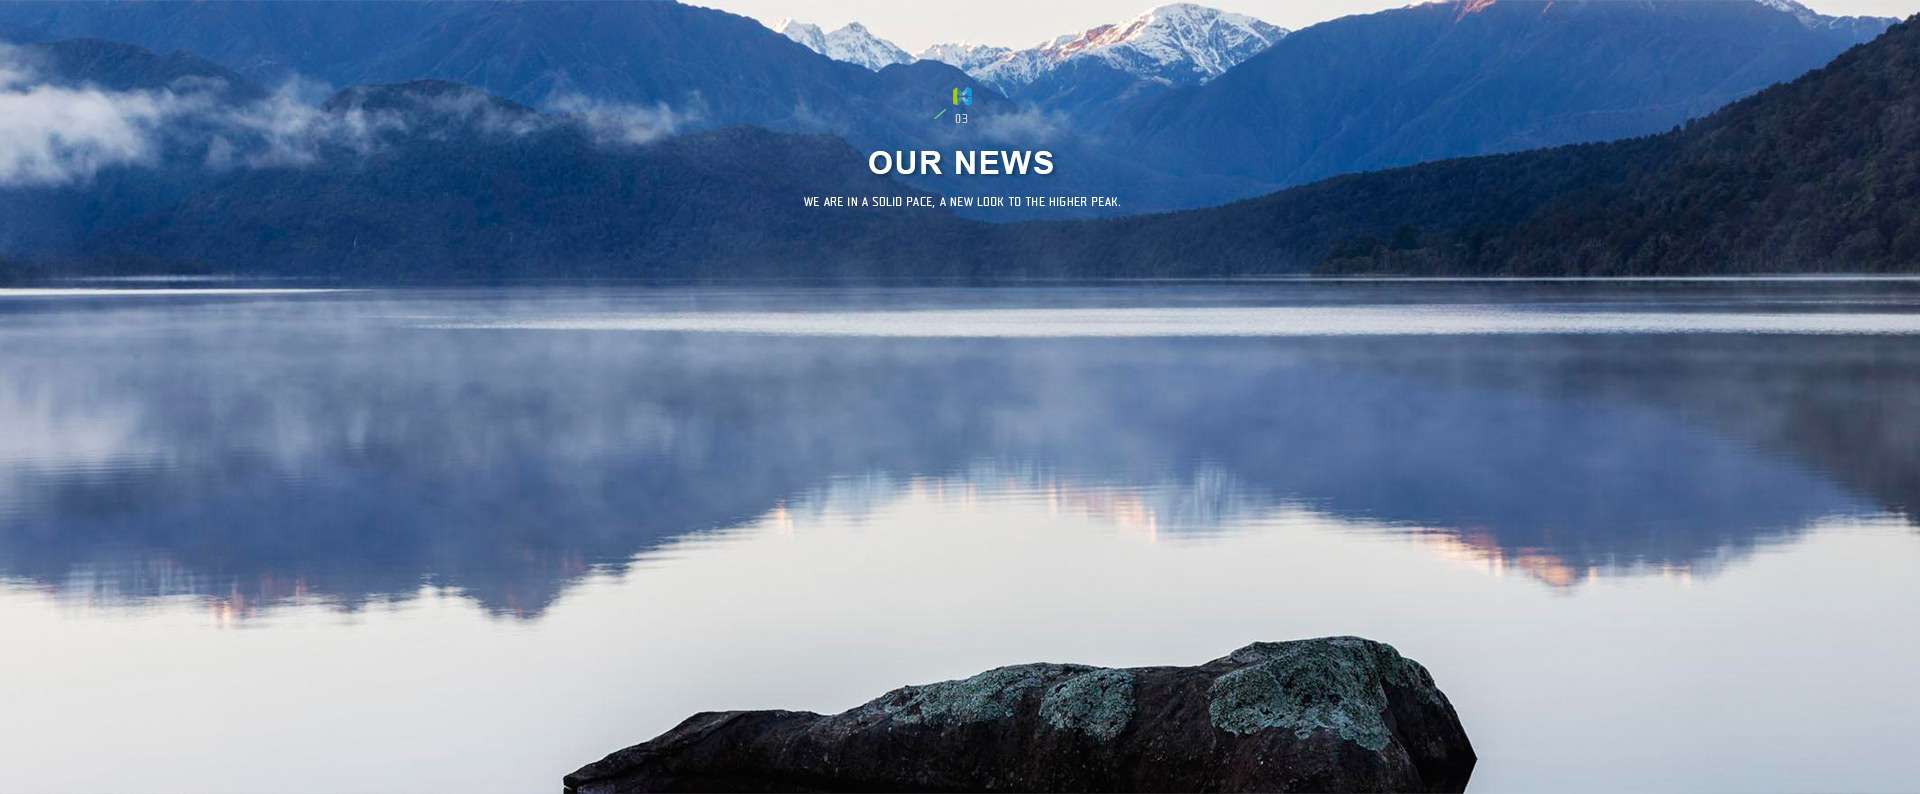 03
OUR NEWS
WE ARE IN A SOLID PACE, A NEW LOOK TO THE HIGHER PEAK.